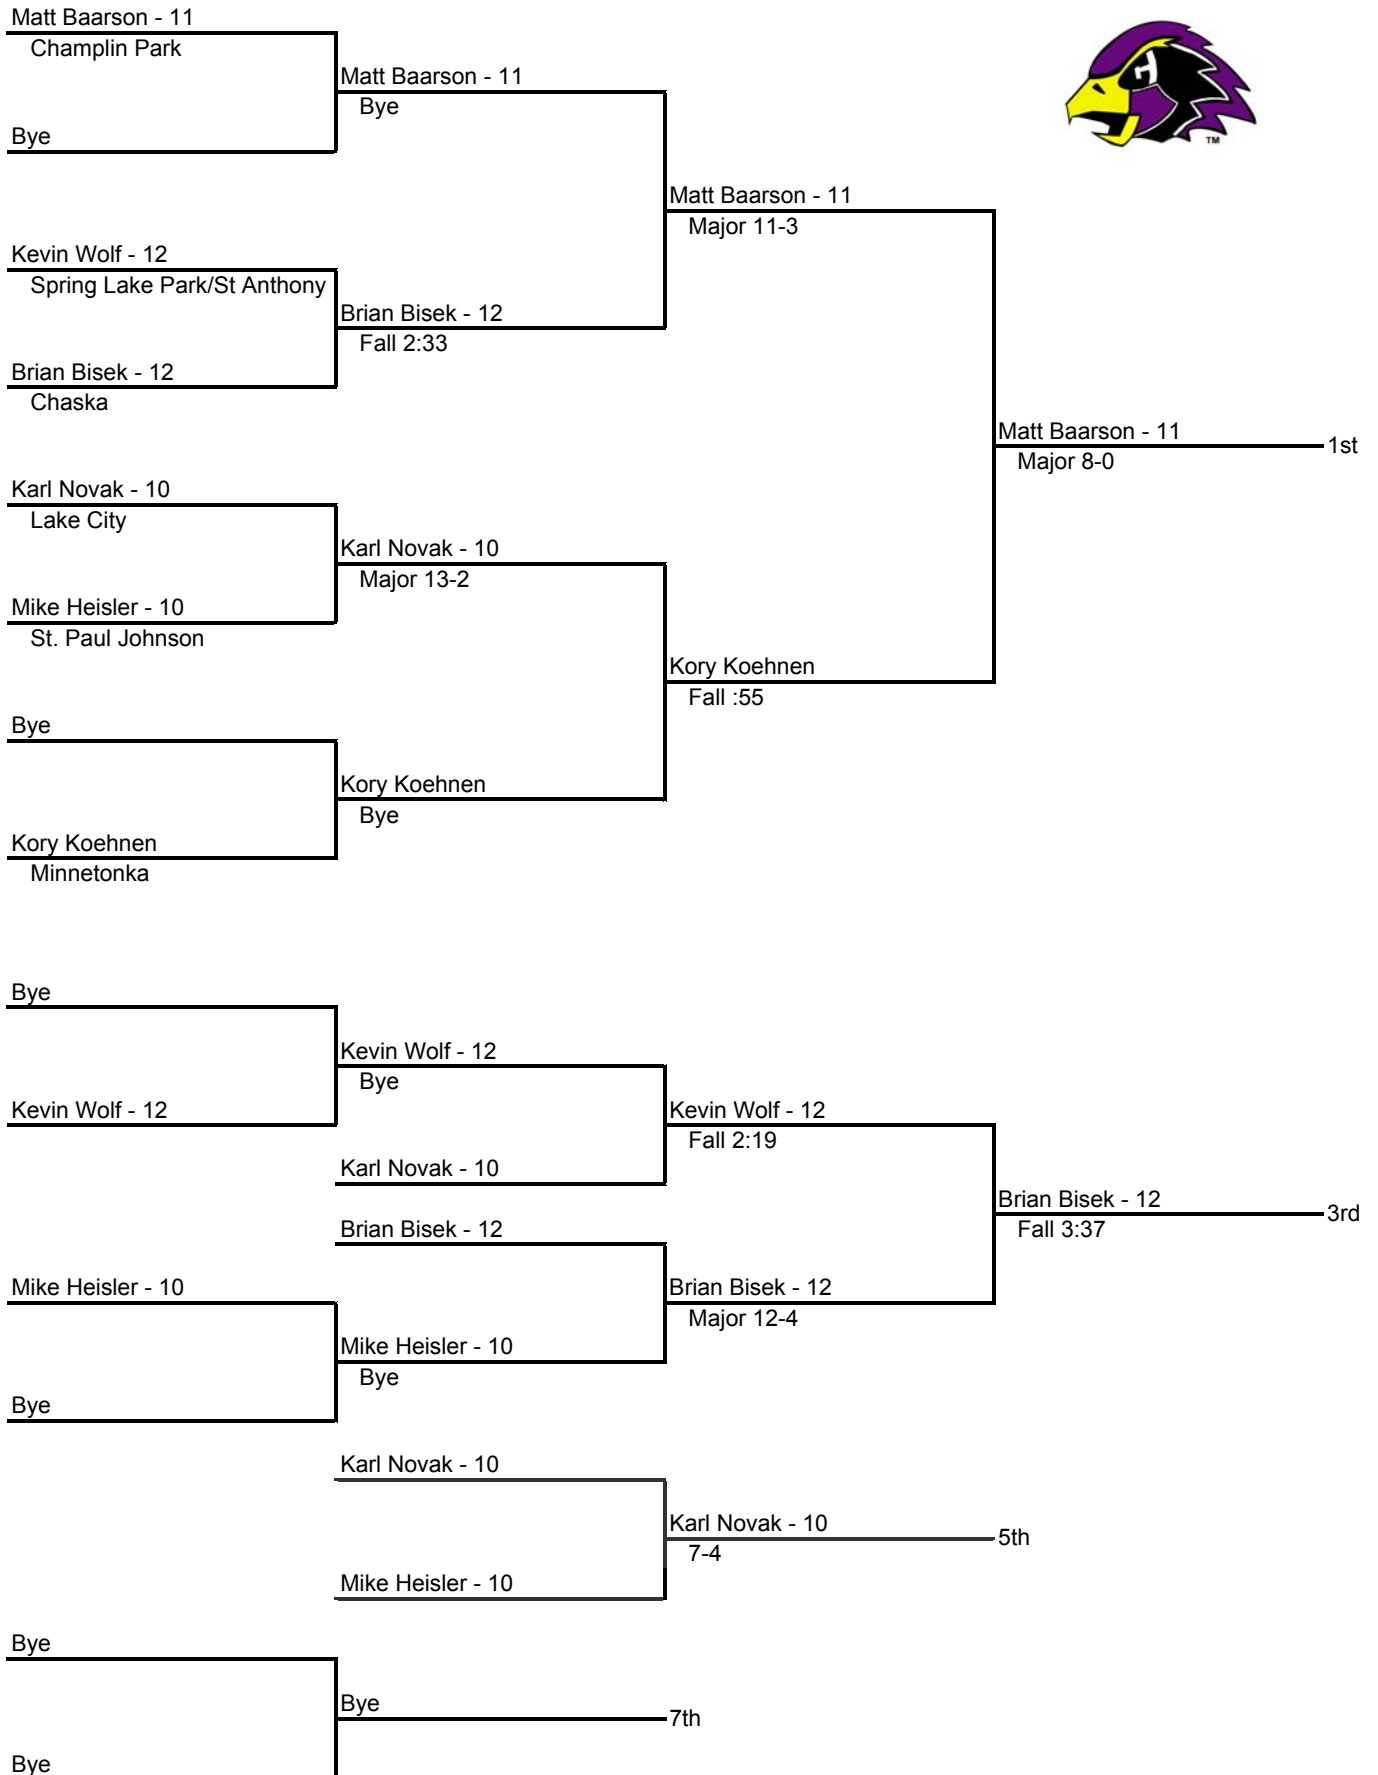 Matt Baarson - 11
Champlin Park
Matt Baarson - 11
Bye
Bye
TM
Matt Baarson - 11
Major 11-3
Kevin Wolf - 12
Spring Lake Park/St Anthony
Brian Bisek - 12
Fall 2:33
Brian Bisek - 12
Chaska
Matt Baarson - 11
1st
Major 8-0
Karl Novak - 10
Lake City
Karl Novak - 10
Major 13-2
Mike Heisler - 10
St. Paul Johnson
Kory Koehnen
Fall :55
Bye
Kory Koehnen
Bye
Kory Koehnen
Minnetonka
Bye
Kevin Wolf - 12
Bye
Kevin Wolf - 12
Kevin Wolf - 12
Fall 2:19
Karl Novak - 10
Brian Bisek - 12
3rd
Fall 3:37
Brian Bisek - 12
Mike Heisler - 10
Brian Bisek - 12
Major 12-4
Mike Heisler - 10
Bye
Bye
Karl Novak - 10
Karl Novak - 10
5th
7-4
Mike Heisler - 10
Bye
Bye
7th
Bye